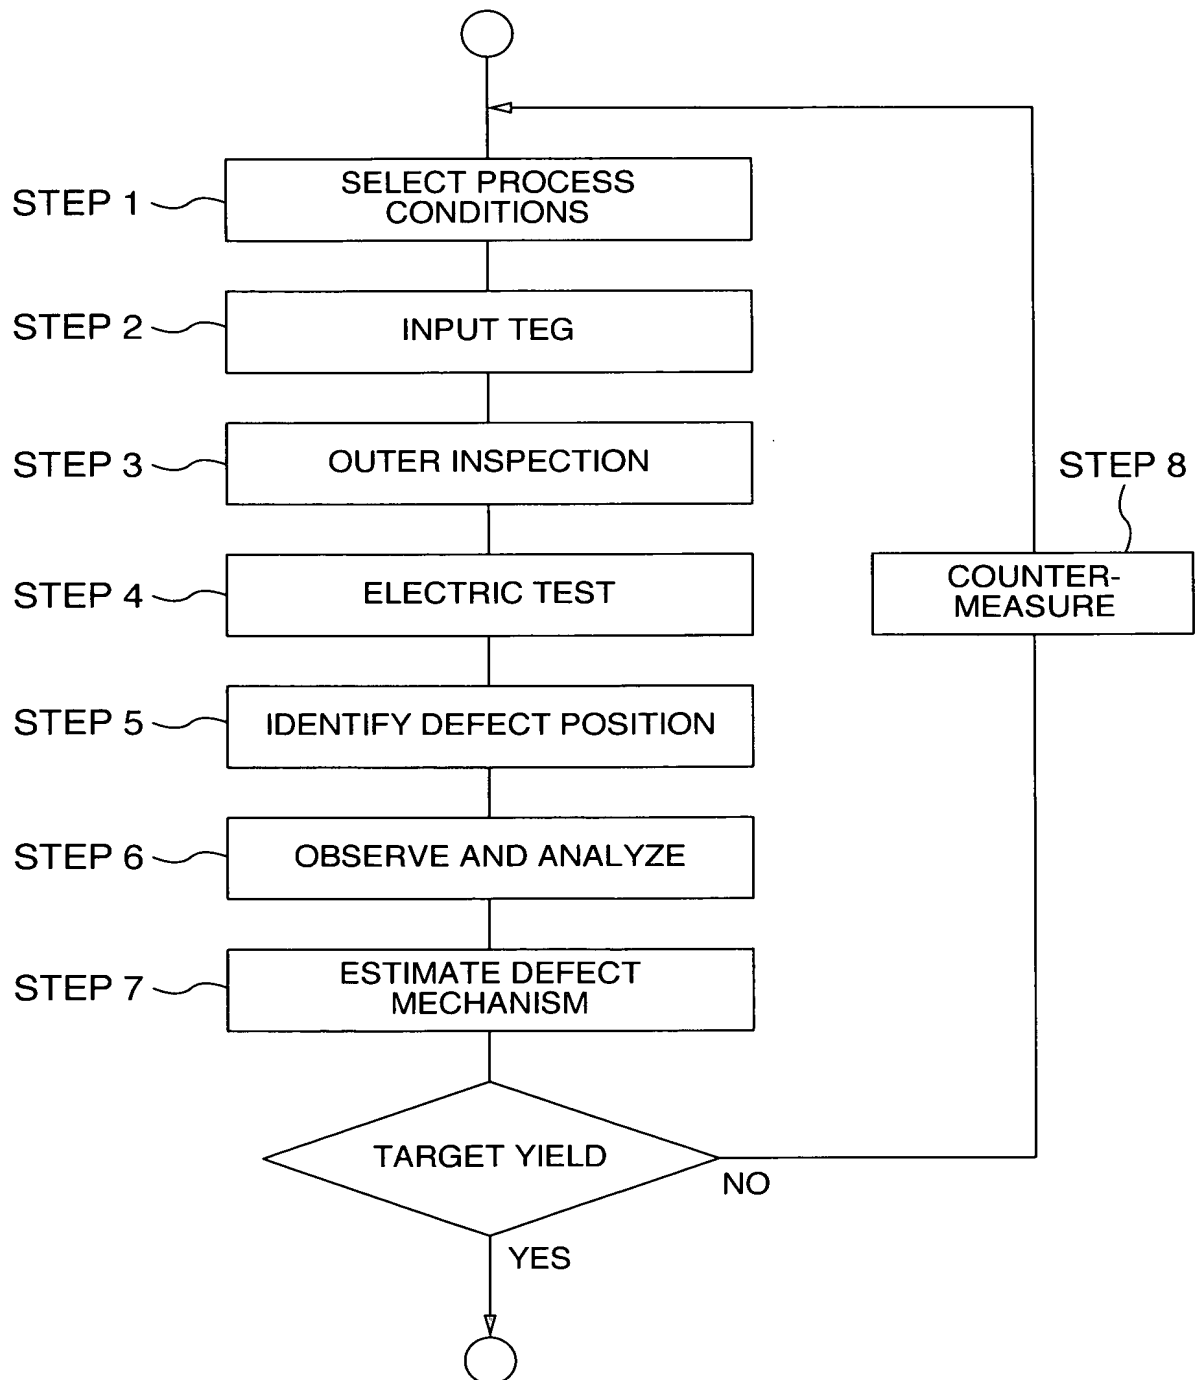 STEP 1
SELECT PROCESS
CONDITIONS
STEP 2
INPUT TEG
STEP 3
OUTER INSPECTION
STEP 4
ELECTRIC TEST
STEP 5
IDENTIFY DEFECT POSITION
STEP 6
OBSERVE AND ANALYZE
STEP 7
ESTIMATE DEFECT
MECHANISM
TARGET YIELD
NO
YES
STEP 8
COUNTER-
MEASURE